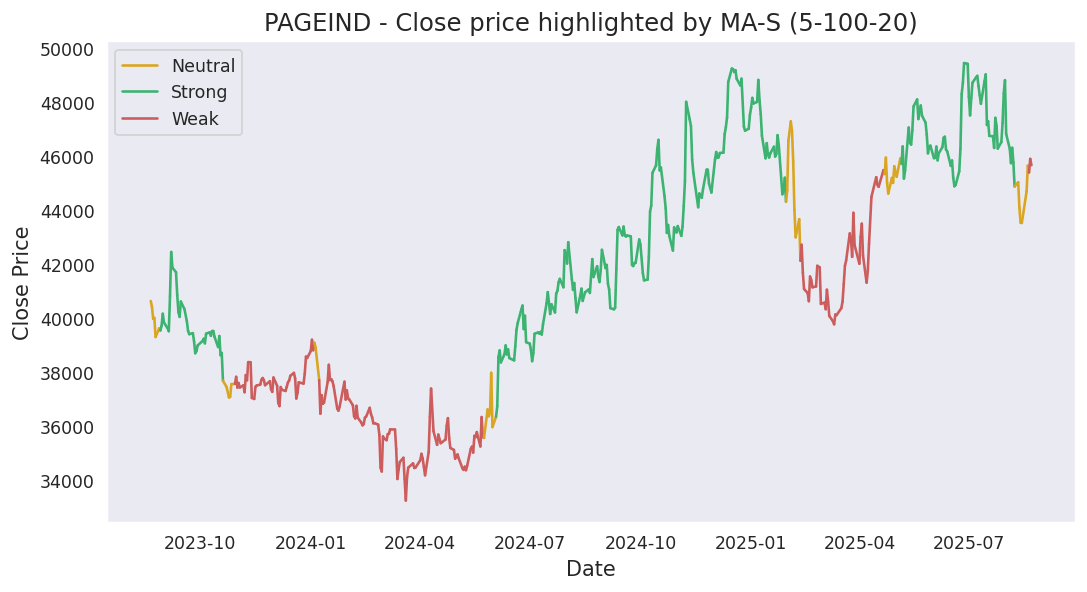 PAGEIND - Close price highlighted by MA-S (5-100-20)
Neutral
Strong
Weak
50000
48000
46000
44000
42000
40000
38000
36000
34000
Close Price
2023-10
2024-01
2024-04
2024-07
2024-10
2025-01
2025-04
2025-07
Date